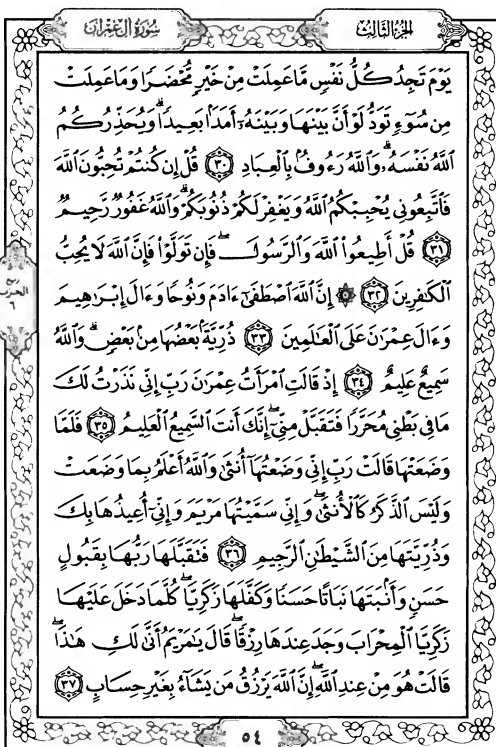 سُورَةُ آلِ عِمْرَانَ
الجُزْءُ الثَّالِثُ
يَوْمَ تَجِدُ كُلُّ نَفْسٍ مَّا عَمِلَتْ مِنْ خَيْرٍ مُّحْضَرًا وَمَا عَمِلَتْ
مِن سُوءٍ تَوَدُّ لَوْ أَنَّ بَيْنَهَا وَبَيْنَهُۥ أَمَدًۢا بَعِيدًا ۗ وَيُحَذِّرُكُمُ
ٱللَّهُ نَفْسَهُۥ ۗ وَٱللَّهُ رَءُوفٌۢ بِٱلْعِبَادِ ٣٠ قُلْ إِن كُنتُمْ تُحِبُّونَ ٱللَّهَ
فَٱتَّبِعُونِى يُحْبِبْكُمُ ٱللَّهُ وَيَغْفِرْ لَكُمْ ذُنُوبَكُمْ ۗ وَٱللَّهُ غَفُورٌ رَّحِيمٌ
٣١ قُلْ أَطِيعُوا۟ ٱللَّهَ وَٱلرَّسُولَ ۖ فَإِن تَوَلَّوْا۟ فَإِنَّ ٱللَّهَ لَا يُحِبُّ
ٱلْكَـٰفِرِينَ ٣٢ ۞ إِنَّ ٱللَّهَ ٱصْطَفَىٰٓ ءَادَمَ وَنُوحًا وَءَالَ إِبْرَٰهِيمَ
وَءَالَ عِمْرَٰنَ عَلَى ٱلْعَـٰلَمِينَ ٣٣ ذُرِّيَّةًۢ بَعْضُهَا مِنۢ بَعْضٍ ۗ وَٱللَّهُ
سَمِيعٌ عَلِيمٌ ٣٤ إِذْ قَالَتِ ٱمْرَأَتُ عِمْرَٰنَ رَبِّ إِنِّى نَذَرْتُ لَكَ
مَا فِى بَطْنِى مُحَرَّرًا فَتَقَبَّلْ مِنِّىٓ ۖ إِنَّكَ أَنتَ ٱلسَّمِيعُ ٱلْعَلِيمُ ٣٥ فَلَمَّا
وَضَعَتْهَا قَالَتْ رَبِّ إِنِّى وَضَعْتُهَآ أُنثَىٰ وَٱللَّهُ أَعْلَمُ بِمَا وَضَعَتْ
وَلَيْسَ ٱلذَّكَرُ كَٱلْأُنثَىٰ ۖ وَإِنِّى سَمَّيْتُهَا مَرْيَمَ وَإِنِّىٓ أُعِيذُهَا بِكَ
وَذُرِّيَّتَهَا مِنَ ٱلشَّيْطَـٰنِ ٱلرَّجِيمِ ٣٦ فَتَقَبَّلَهَا رَبُّهَا بِقَبُولٍ
حَسَنٍ وَأَنۢبَتَهَا نَبَاتًا حَسَنًا وَكَفَّلَهَا زَكَرِيَّا ۖ كُلَّمَا دَخَلَ عَلَيْهَا
زَكَرِيَّا ٱلْمِحْرَابَ وَجَدَ عِندَهَا رِزْقًا ۖ قَالَ يَـٰمَرْيَمُ أَنَّىٰ لَكِ هَـٰذَا ۖ
قَالَتْ هُوَ مِنْ عِندِ ٱللَّهِ ۖ إِنَّ ٱللَّهَ يَرْزُقُ مَن يَشَآءُ بِغَيْرِ حِسَابٍ ٣٧
٥٤